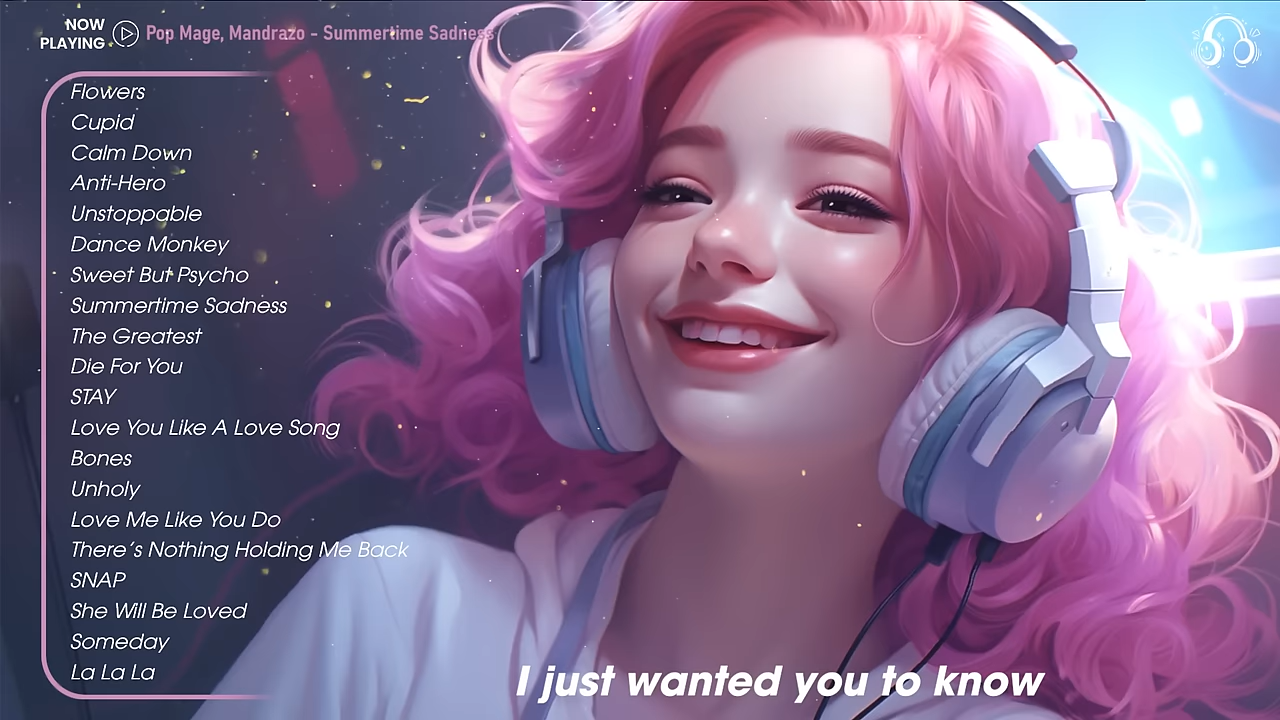 NOW
PLAYING
Pop Mage, Mandrazo - Summertime Sadness
Flowers
Cupid
Calm Down
Anti-Hero
Unstoppable
Dance Monkey
Sweet But Psycho
Summertime Sadness
The Greatest
Die For You
STAY
Love You Like A Love Song
Bones
Unholy
Love Me Like You Do
There´s Nothing Holding Me Back
SNAP
She Will Be Loved
Someday
La La La
I just wanted you to know